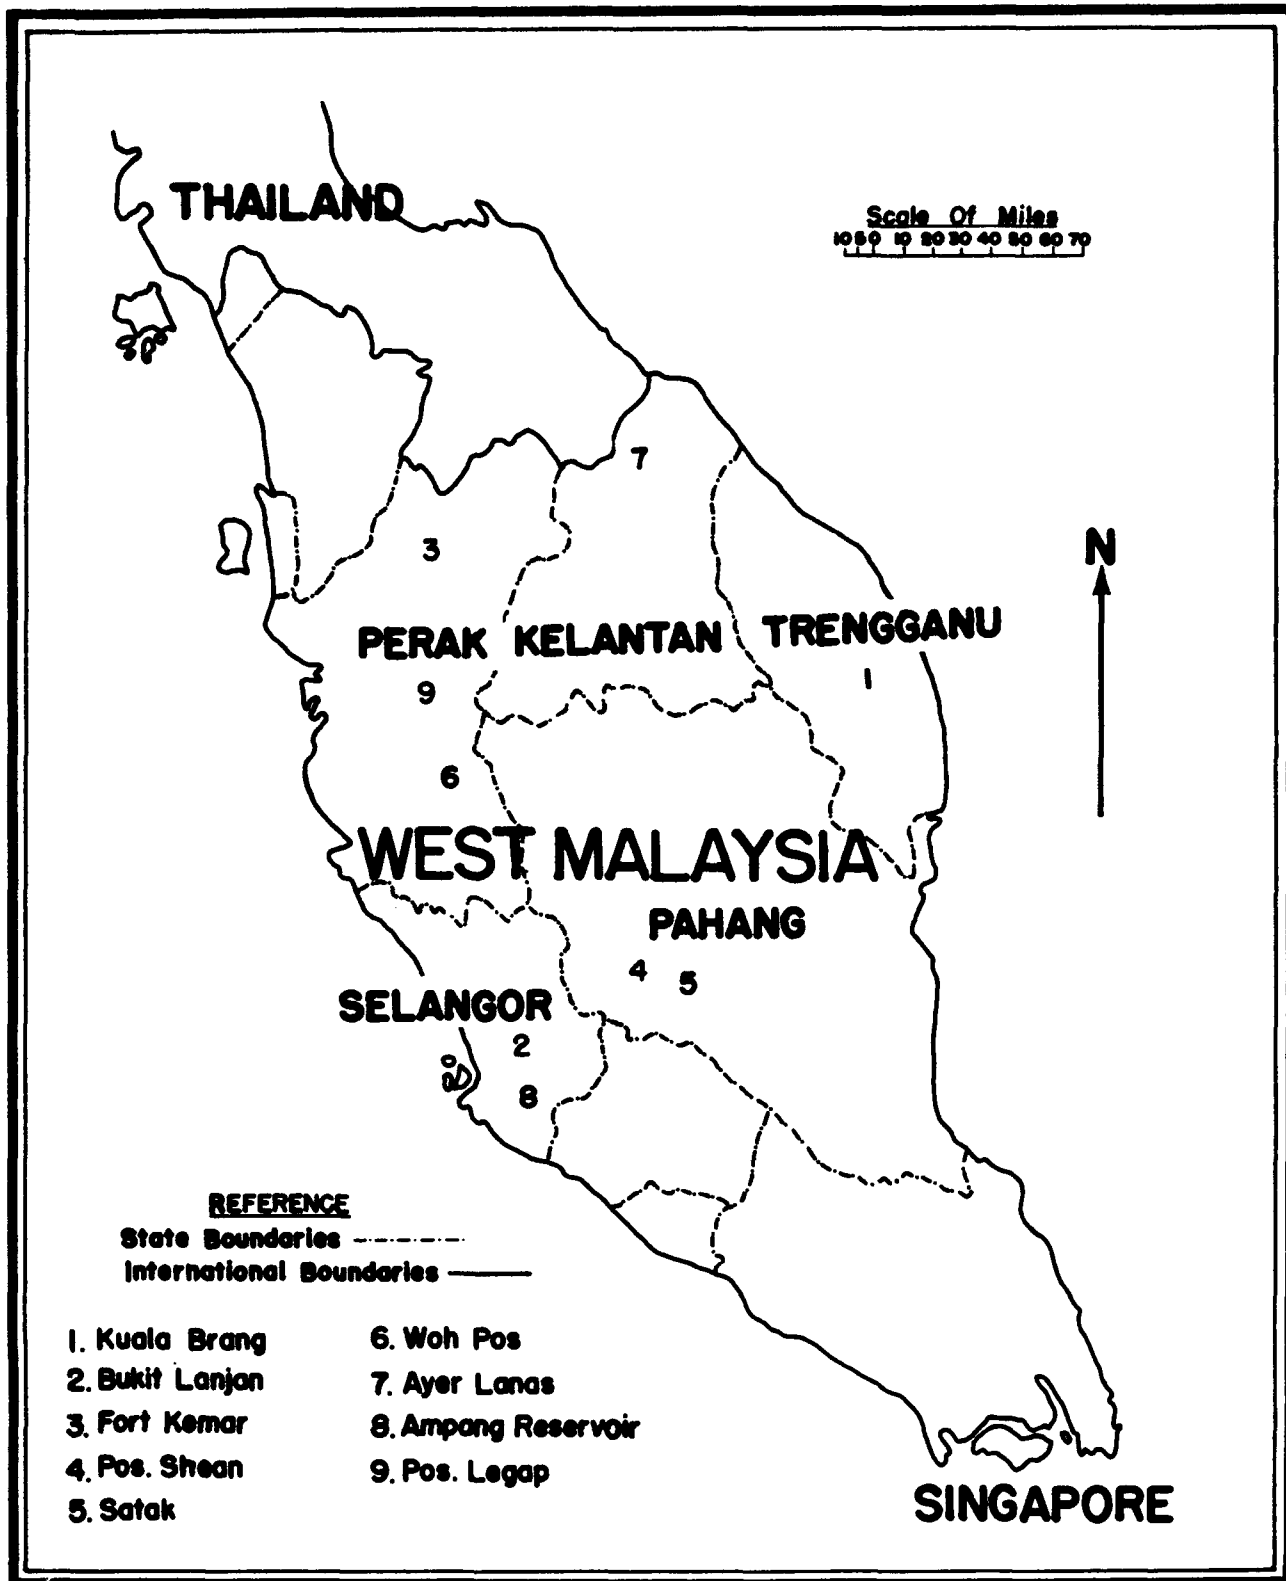 THAILAND
Scale Of Miles
10 5 0 10 20 30 40 50 60 70
7
3
N
PERAK KELANTAN TRENGGANU
1
9
6
WEST MALAYSIA
PAHANG
4 5
SELANGOR
2
8
REFERENCE
State Boundaries
International Boundaries
1. Kuala Brang
2. Bukit Lanjan
3. Fort Kemar
4. Pos. Shean
5. Satak
6. Woh Pos
7. Ayer Lanas
8. Ampang Reservoir
9. Pos. Legap
SINGAPORE